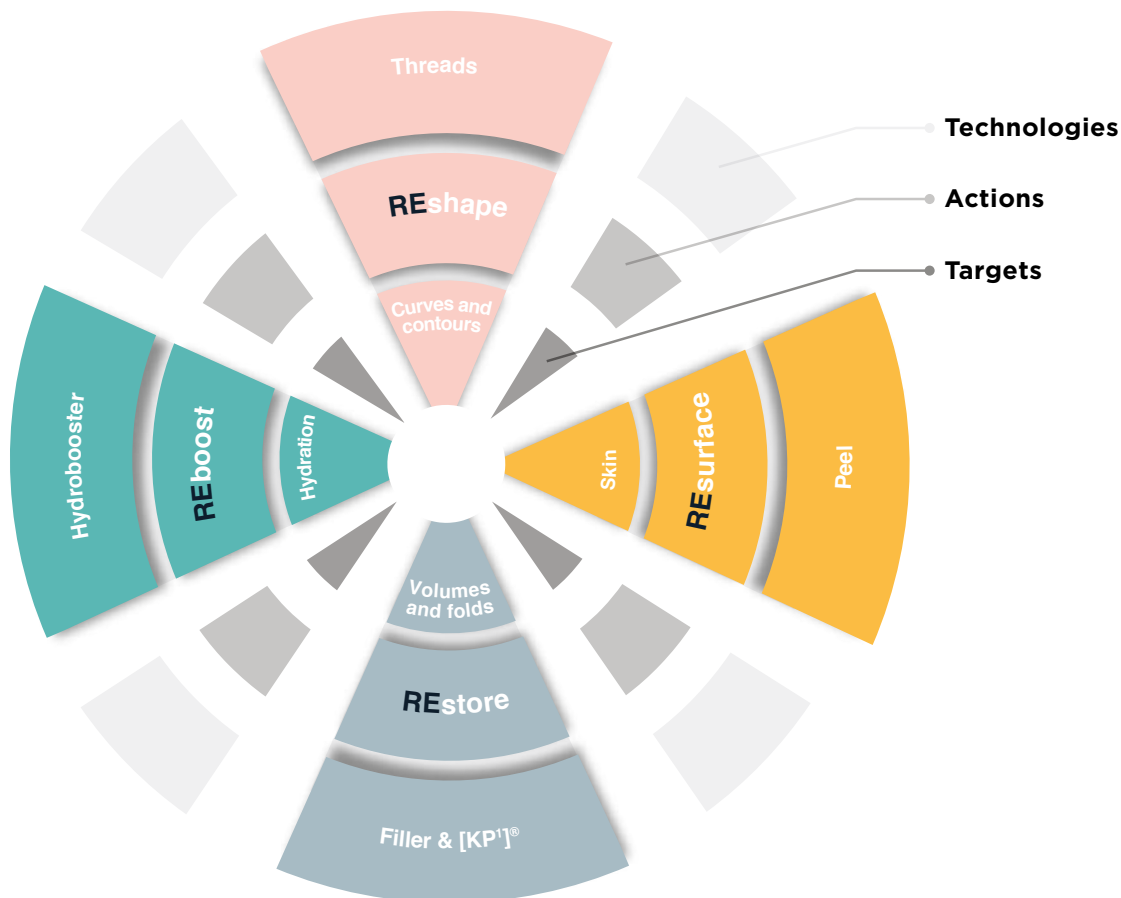 Threads
REshape
Curves and
contours
Technologies
Actions
Targets
Hydrobooster
REboost
Hydration
Skin
REsurface
Peel
Volumes
and folds
REstore
Filler & [KP¹]®